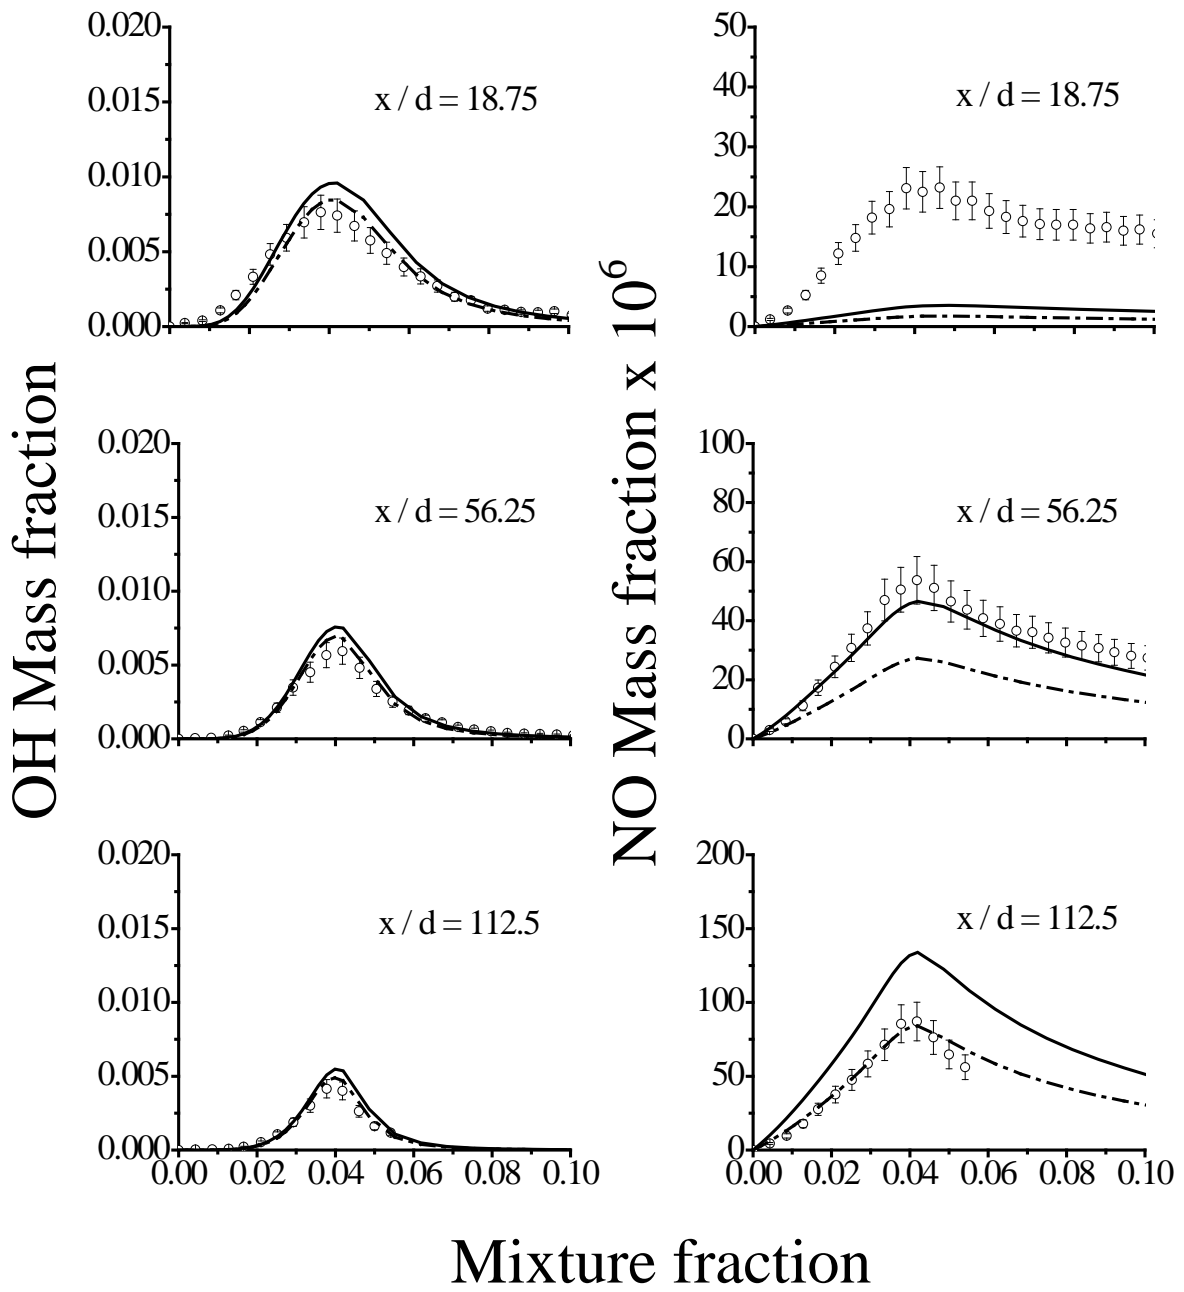 OH Mass fraction
0.020
0.015
0.010
0.005
0.000
x / d = 18.75
0.020
0.015
0.010
0.005
0.000
x / d = 56.25
0.020
0.015
0.010
0.005
0.000
x / d = 112.5
0.00 0.02 0.04 0.06 0.08 0.10
NO Mass fraction x 10^6
50
40
30
20
10
0
x / d = 18.75
100
80
60
40
20
0
x / d = 56.25
200
150
100
50
0
x / d = 112.5
0.00 0.02 0.04 0.06 0.08 0.10
Mixture fraction